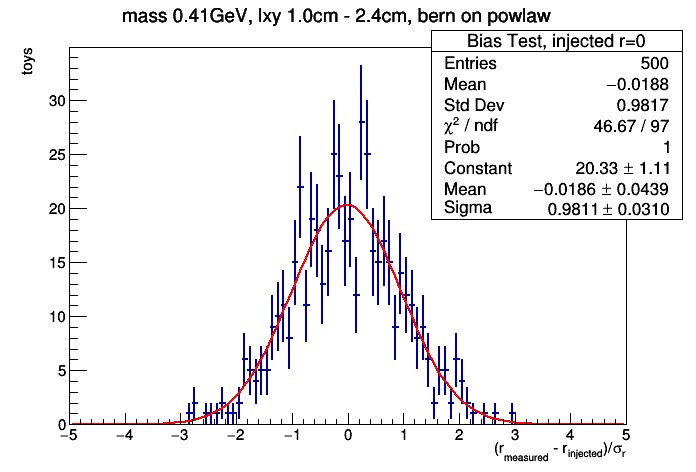 mass 0.41GeV, lxy 1.0cm - 2.4cm, bern on powlaw
Bias Test, injected r=0
Entries 500
Mean −0.0188
Std Dev 0.9817
χ² / ndf 46.67 / 97
Prob 1
Constant 20.33 ± 1.11
Mean −0.0186 ± 0.0439
Sigma 0.9811 ± 0.0310
toys
30
25
20
15
10
5
0
−5 −4 −3 −2 −1 0 1 2 3 4 5
(r_measured - r_injected)/σ_r